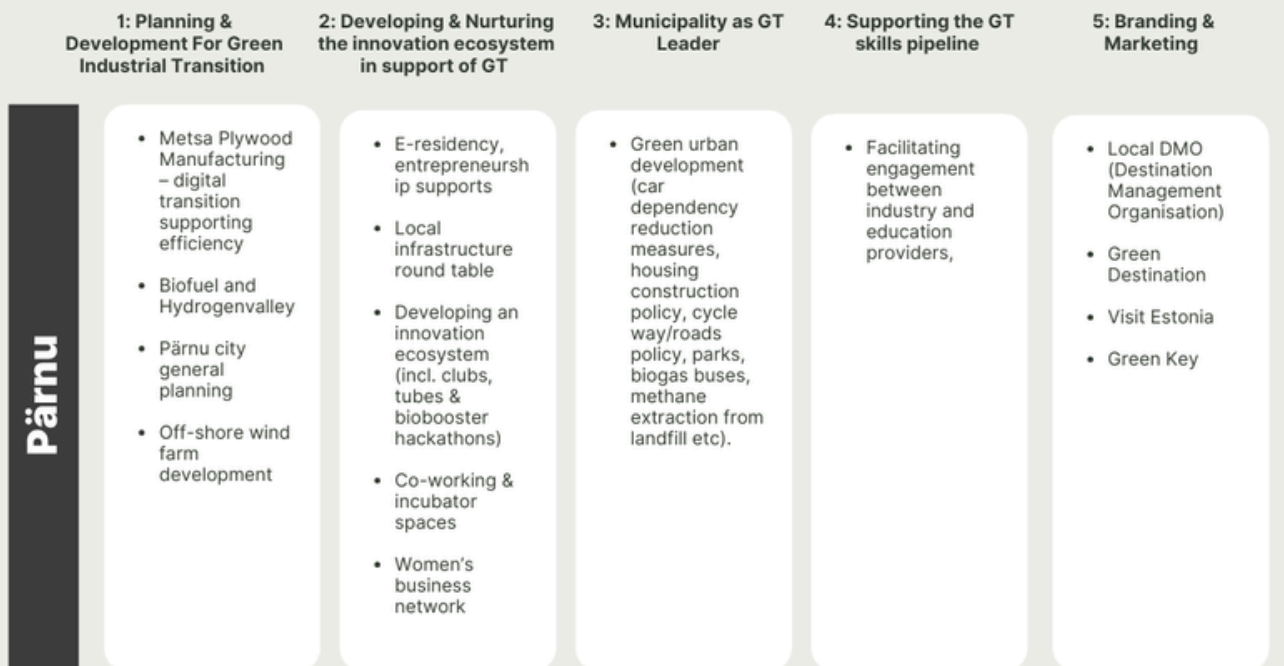 1: Planning &
Development For Green
Industrial Transition
2: Developing & Nurturing
the innovation ecosystem
in support of GT
3: Municipality as GT
Leader
4: Supporting the GT
skills pipeline
5: Branding &
Marketing
Pärnu
• Metsa Plywood
Manufacturing
– digital
transition
supporting
efficiency
• Biofuel and
Hydrogenvalley
• Pärnu city
general
planning
• Off-shore wind
farm
development
• E-residency,
entrepreneursh
ip supports
• Local
infrastructure
round table
• Developing an
innovation
ecosystem
(incl. clubs,
tubes &
biobooster
hackathons)
• Co-working &
incubator
spaces
• Women's
business
network
• Green urban
development
(car
dependency
reduction
measures,
housing
construction
policy, cycle
way/roads
policy, parks,
biogas buses,
methane
extraction from
landfill etc).
• Facilitating
engagement
between
industry and
education
providers,
• Local DMO
(Destination
Management
Organisation)
• Green
Destination
• Visit Estonia
• Green Key